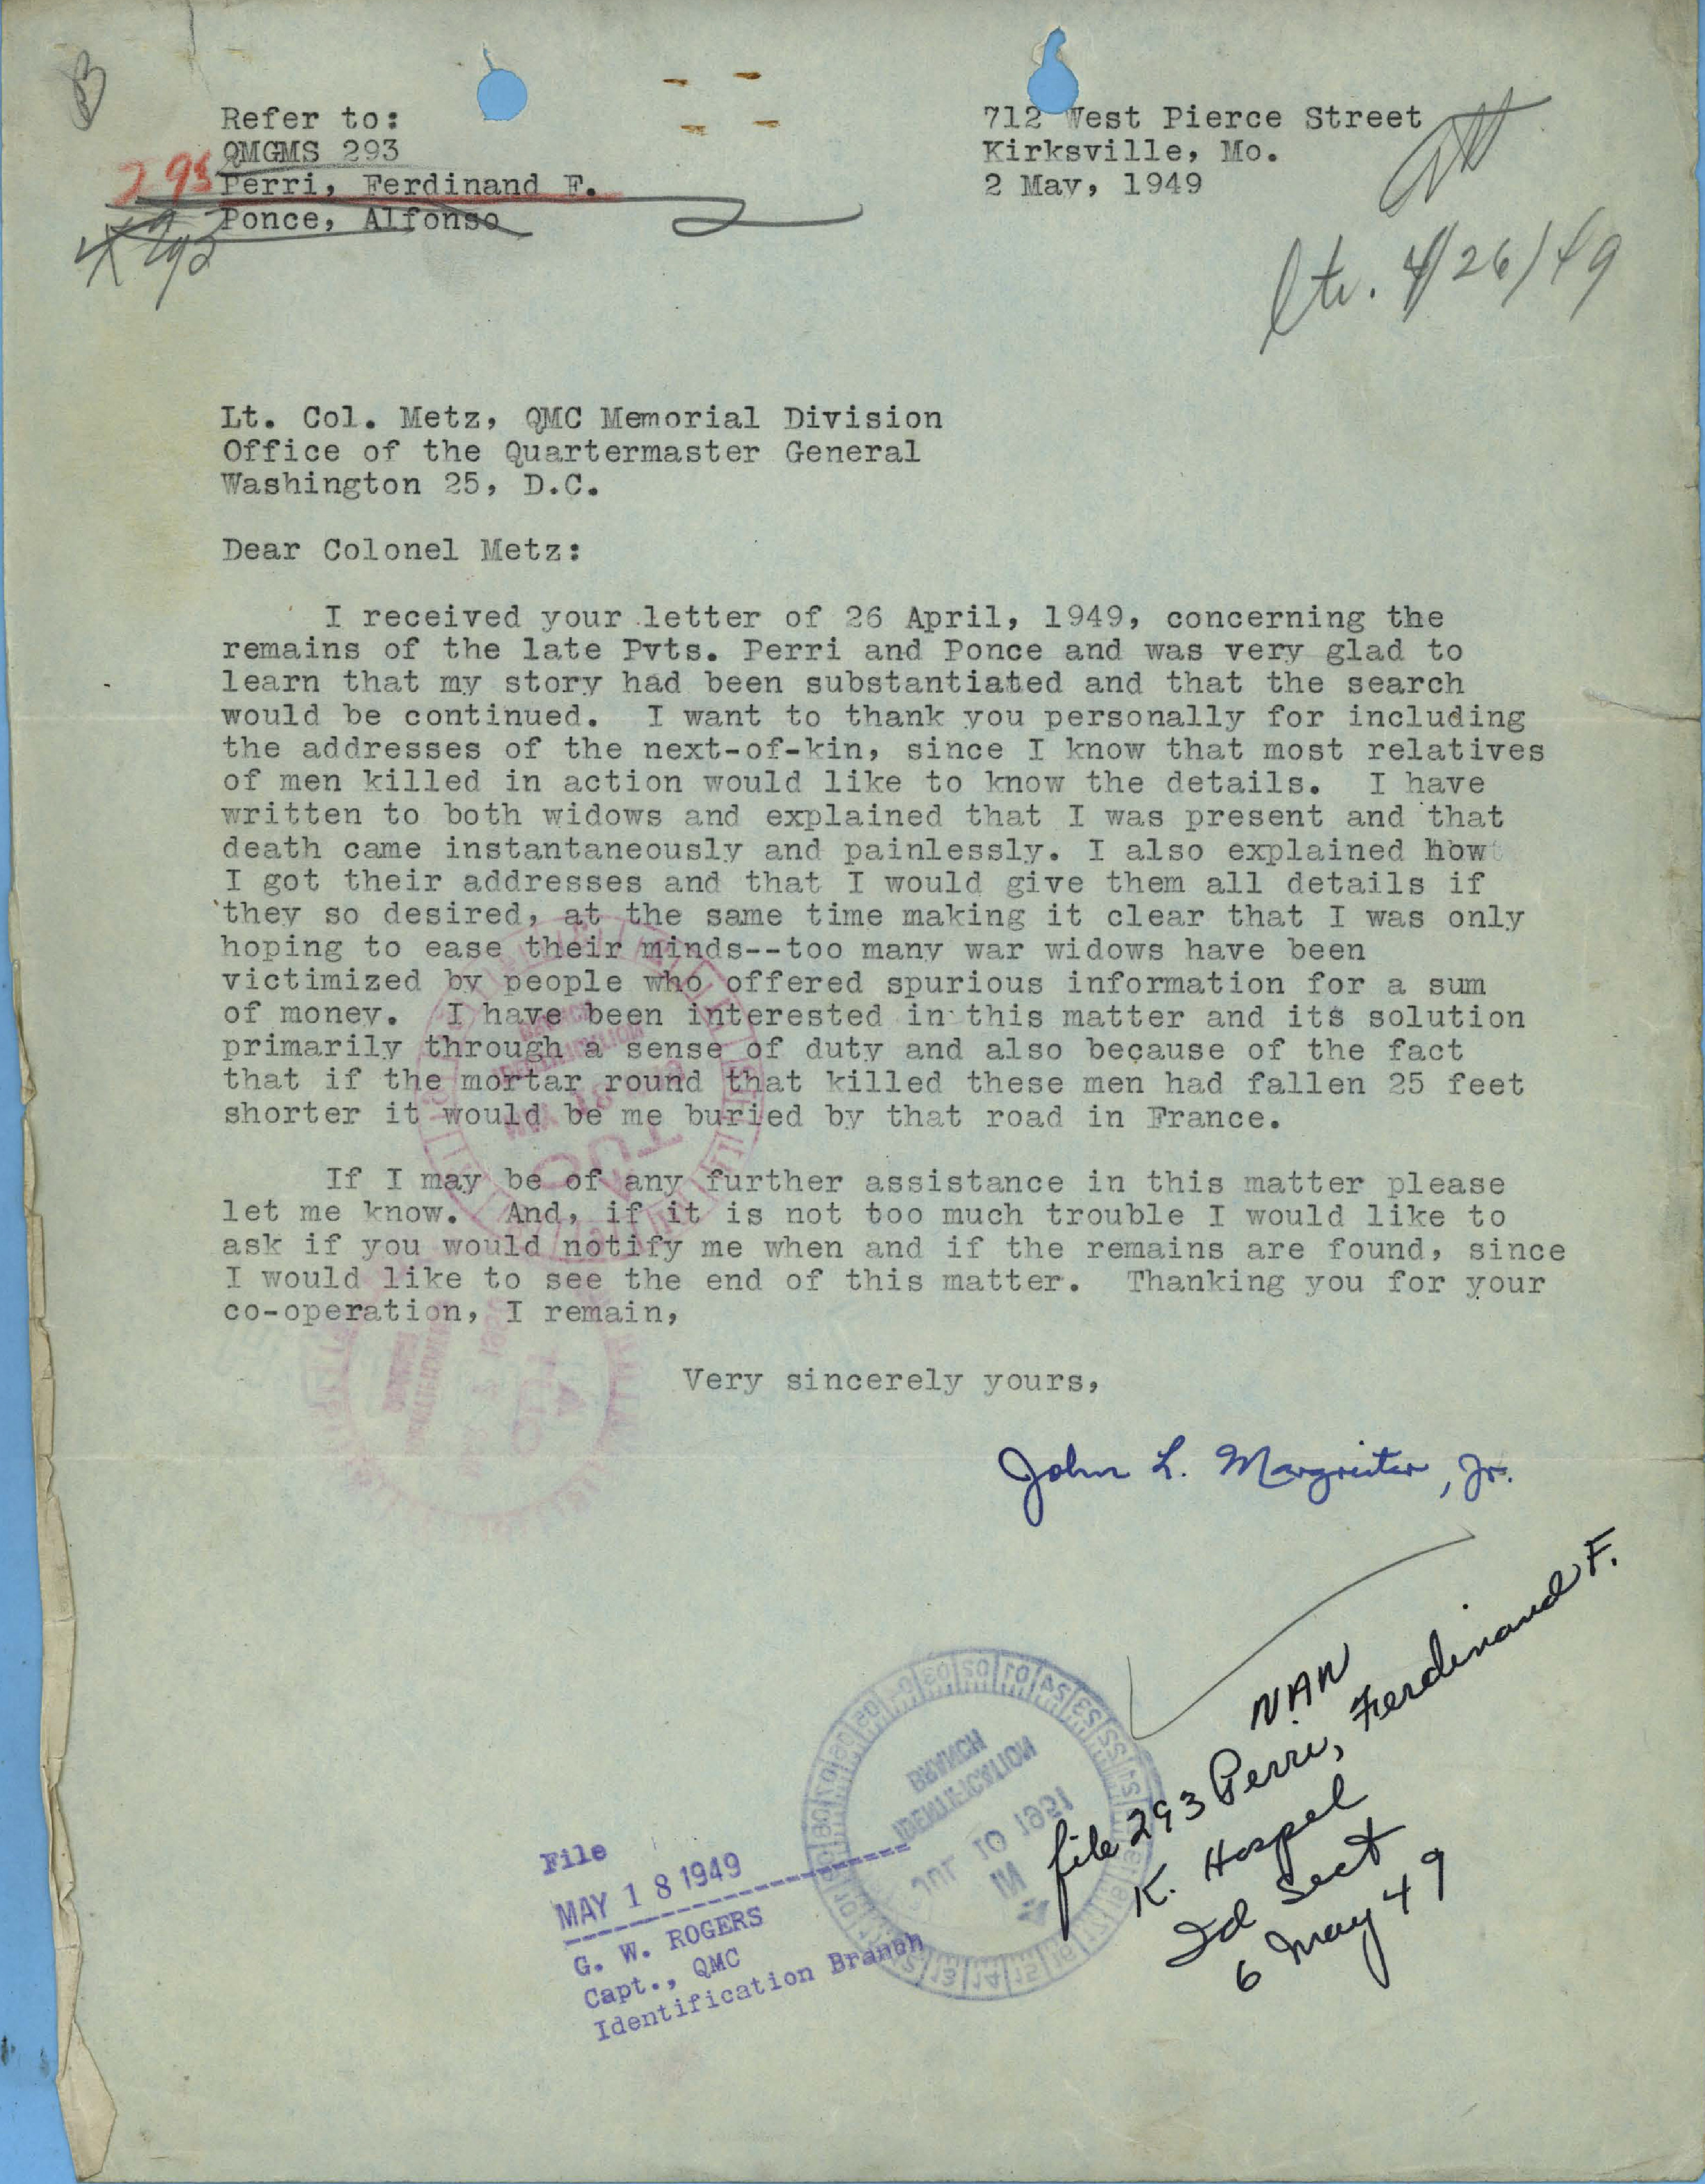 Refer to:
QMGMS 293
293 Perri, Ferdinand F.
Ponce, Alfonso
x 293
712 West Pierce Street
Kirksville, Mo.
2 May, 1949
ltr. 4/26/49
Lt. Col. Metz, QMC Memorial Division
Office of the Quartermaster General
Washington 25, D.C.
Dear Colonel Metz:
I received your letter of 26 April, 1949, concerning the
remains of the late Pvts. Perri and Ponce and was very glad to
learn that my story had been substantiated and that the search
would be continued. I want to thank you personally for including
the addresses of the next-of-kin, since I know that most relatives
of men killed in action would like to know the details. I have
written to both widows and explained that I was present and that
death came instantaneously and painlessly. I also explained how
I got their addresses and that I would give them all details if
they so desired, at the same time making it clear that I was only
hoping to ease their minds--too many war widows have been
victimized by people who offered spurious information for a sum
of money. I have been interested in this matter and its solution
primarily through a sense of duty and also because of the fact
that if the mortar round that killed these men had fallen 25 feet
shorter it would be me buried by that road in France.
If I may be of any further assistance in this matter please
let me know. And, if it is not too much trouble I would like to
ask if you would notify me when and if the remains are found, since
I would like to see the end of this matter. Thanking you for your
co-operation, I remain,
Very sincerely yours,
John L. Margreiter, Jr.
NAN
file 293 Perri, Ferdinand F.
K. Hospel
Id Sect
6 May 49
BRANCH
IDENTIFICATION
10 1951
IN
File
MAY 18 1949
G. W. ROGERS
Capt., QMC
Identification Branch